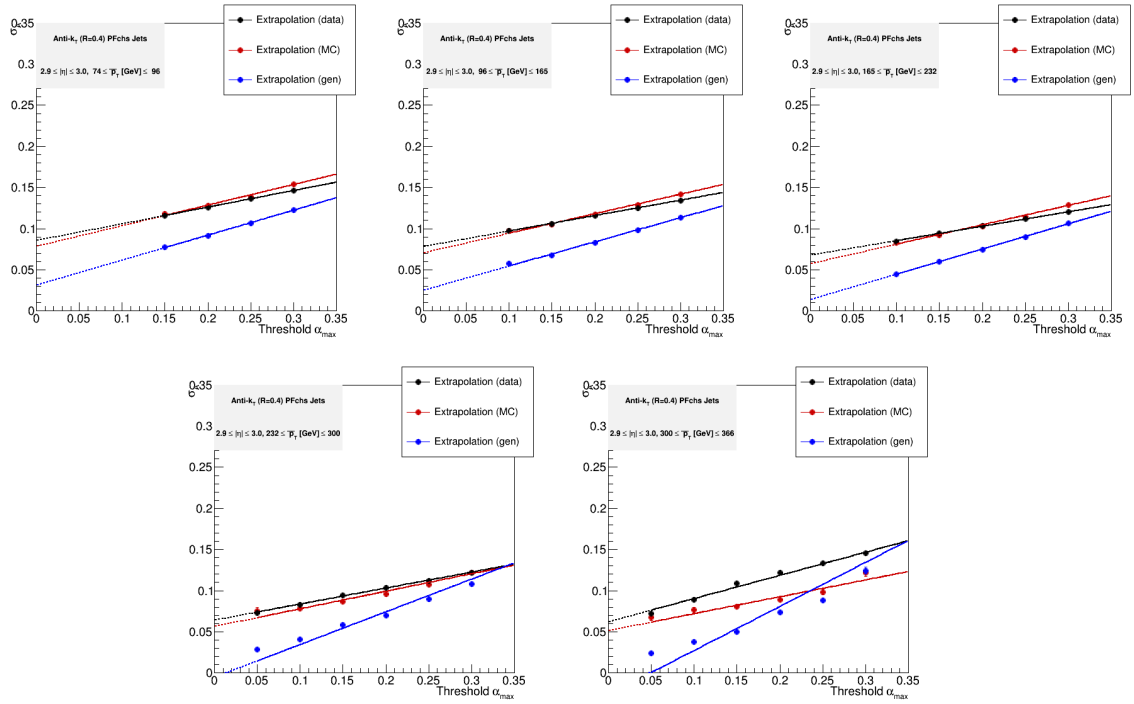 0.35
σ
Extrapolation (data)
Anti-k_T (R=0.4) PFchs Jets
Extrapolation (MC)
0.3
2.9 ≤ |η| ≤ 3.0, 74 ≤ p̅_T [GeV] ≤ 96
Extrapolation (gen)
0.25
0.2
0.15
0.1
0.05
0
0 0.05 0.1 0.15 0.2 0.25 0.3 0.35
Threshold α_max
0.35
σ
Extrapolation (data)
Anti-k_T (R=0.4) PFchs Jets
Extrapolation (MC)
0.3
2.9 ≤ |η| ≤ 3.0, 96 ≤ p̅_T [GeV] ≤ 165
Extrapolation (gen)
0.25
0.2
0.15
0.1
0.05
0
0 0.05 0.1 0.15 0.2 0.25 0.3 0.35
Threshold α_max
0.35
σ
Extrapolation (data)
Anti-k_T (R=0.4) PFchs Jets
Extrapolation (MC)
0.3
2.9 ≤ |η| ≤ 3.0, 165 ≤ p̅_T [GeV] ≤ 232
Extrapolation (gen)
0.25
0.2
0.15
0.1
0.05
0
0 0.05 0.1 0.15 0.2 0.25 0.3 0.35
Threshold α_max
0.35
σ
Extrapolation (data)
Anti-k_T (R=0.4) PFchs Jets
Extrapolation (MC)
0.3
2.9 ≤ |η| ≤ 3.0, 232 ≤ p̅_T [GeV] ≤ 300
Extrapolation (gen)
0.25
0.2
0.15
0.1
0.05
0
0 0.05 0.1 0.15 0.2 0.25 0.3 0.35
Threshold α_max
0.35
σ
Extrapolation (data)
Anti-k_T (R=0.4) PFchs Jets
Extrapolation (MC)
0.3
2.9 ≤ |η| ≤ 3.0, 300 ≤ p̅_T [GeV] ≤ 366
Extrapolation (gen)
0.25
0.2
0.15
0.1
0.05
0
0 0.05 0.1 0.15 0.2 0.25 0.3 0.35
Threshold α_max